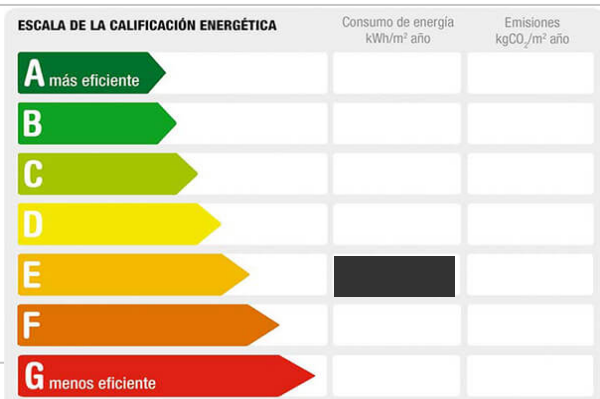 ESCALA DE LA CALIFICACIÓN ENERGÉTICA
Consumo de energía
kWh/m² año
Emisiones
kgCO₂/m² año
A más eficiente
B
C
D
E
F
G menos eficiente